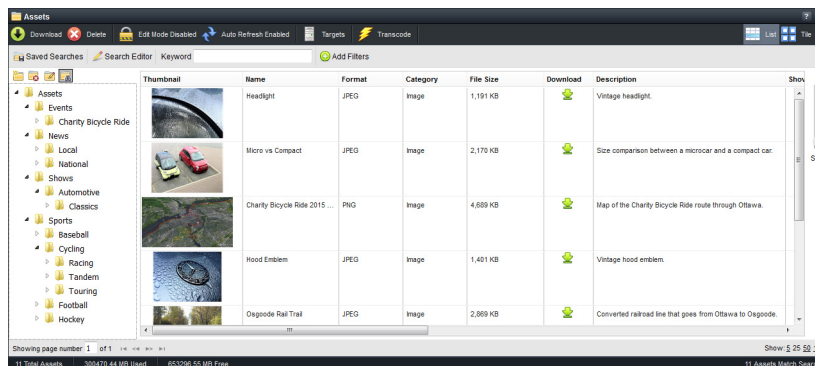 Assets ?
Download Delete Edit Mode Disabled Auto Refresh Enabled Targets Transcode List Tile
Saved Searches Search Editor Keyword Add Filters
Thumbnail Name Format Category File Size Download Description Shov
Assets
Events
Charity Bicycle Ride
News
Local
National
Shows
Automotive
Classics
Sports
Baseball
Cycling
Racing
Tandem
Touring
Football
Hockey
Headlight JPEG Image 1,191 KB Vintage headlight.
Micro vs Compact JPEG Image 2,170 KB Size comparison between a microcar and a compact car.
Charity Bicycle Ride 2015 ... PNG Image 4,689 KB Map of the Charity Bicycle Ride route through Ottawa.
Hood Emblem JPEG Image 1,401 KB Vintage hood emblem.
Osgoode Rail Trail JPEG Image 2,869 KB Converted railroad line that goes from Ottawa to Osgoode.
S
Showing page number 1 of 1 Show: 5 25 50
11 Total Assets 300470.44 MB Used 653296.55 MB Free 11 Assets Match Sear